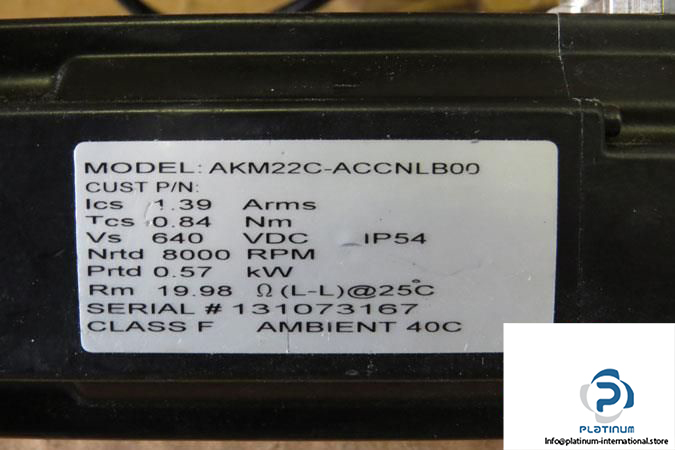 MODEL: AKM22C-ACCNLB00
CUST P/N:
Ics 1.39 Arms
Tcs 0.84 Nm
Vs 640 VDC IP54
Nrtd 8000 RPM
Prtd 0.57 kW
Rm 19.98 Ω (L-L)@25°C
SERIAL # 131073167
CLASS F AMBIENT 40C
PLATINUM
Info@platinum-international.store